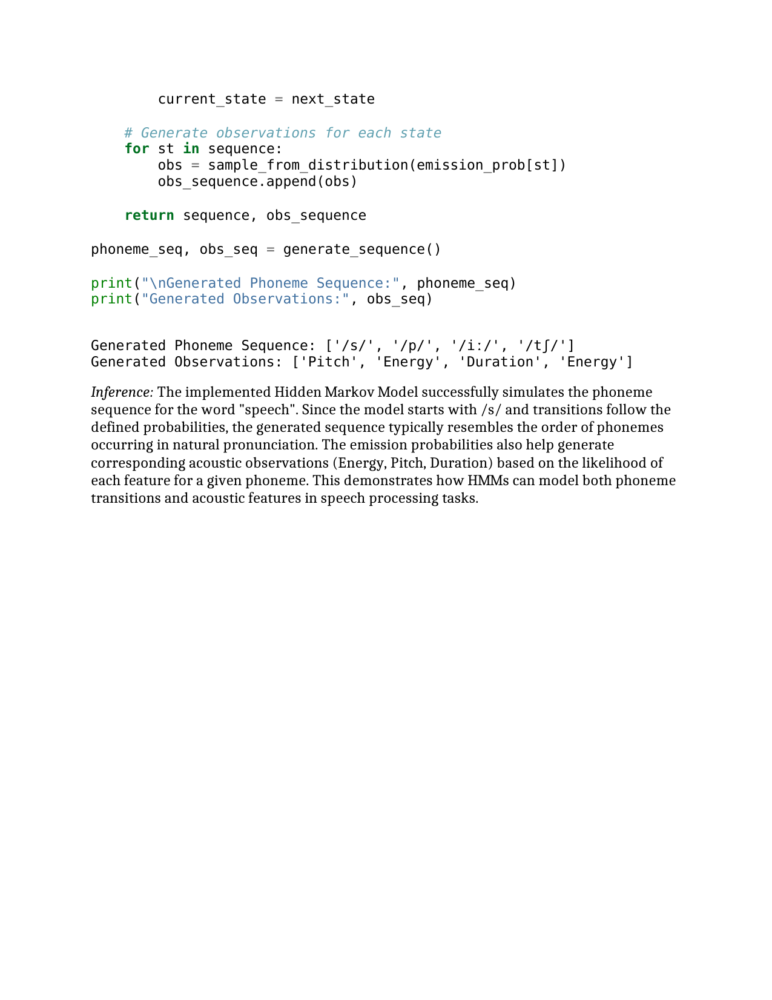 current_state = next_state

    # Generate observations for each state
    for st in sequence:
        obs = sample_from_distribution(emission_prob[st])
        obs_sequence.append(obs)

    return sequence, obs_sequence

phoneme_seq, obs_seq = generate_sequence()

print("\nGenerated Phoneme Sequence:", phoneme_seq)
print("Generated Observations:", obs_seq)

Generated Phoneme Sequence: ['/s/', '/p/', '/iː/', '/tʃ/']
Generated Observations: ['Pitch', 'Energy', 'Duration', 'Energy']

Inference: The implemented Hidden Markov Model successfully simulates the phoneme
sequence for the word "speech". Since the model starts with /s/ and transitions follow the
defined probabilities, the generated sequence typically resembles the order of phonemes
occurring in natural pronunciation. The emission probabilities also help generate
corresponding acoustic observations (Energy, Pitch, Duration) based on the likelihood of
each feature for a given phoneme. This demonstrates how HMMs can model both phoneme
transitions and acoustic features in speech processing tasks.